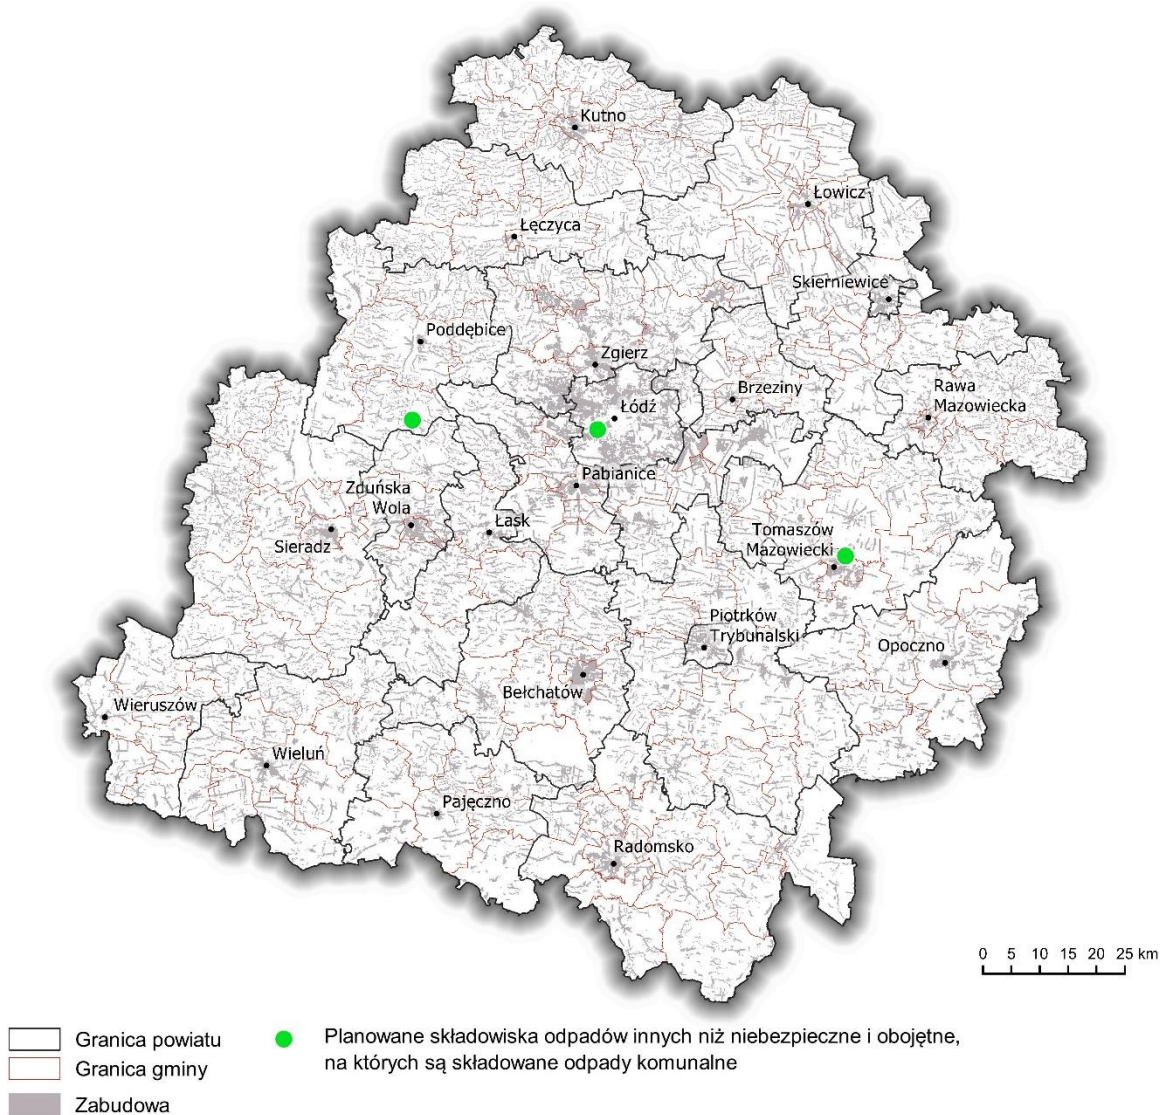 Kutno
Łowicz
Łęczyca
Skierniewice
Poddębice
Zgierz
Brzeziny
Rawa
Mazowiecka
Łódź
Pabianice
Zduńska
Wola
Łask
Sieradz
Tomaszów
Mazowiecki
Piotrków
Trybunalski
Opoczno
Bełchatów
Wieruszów
Wieluń
Pajęczno
Radomsko
0 5 10 15 20 25 km
Granica powiatu
Granica gminy
Zabudowa
Planowane składowiska odpadów innych niż niebezpieczne i obojętne,
na których są składowane odpady komunalne